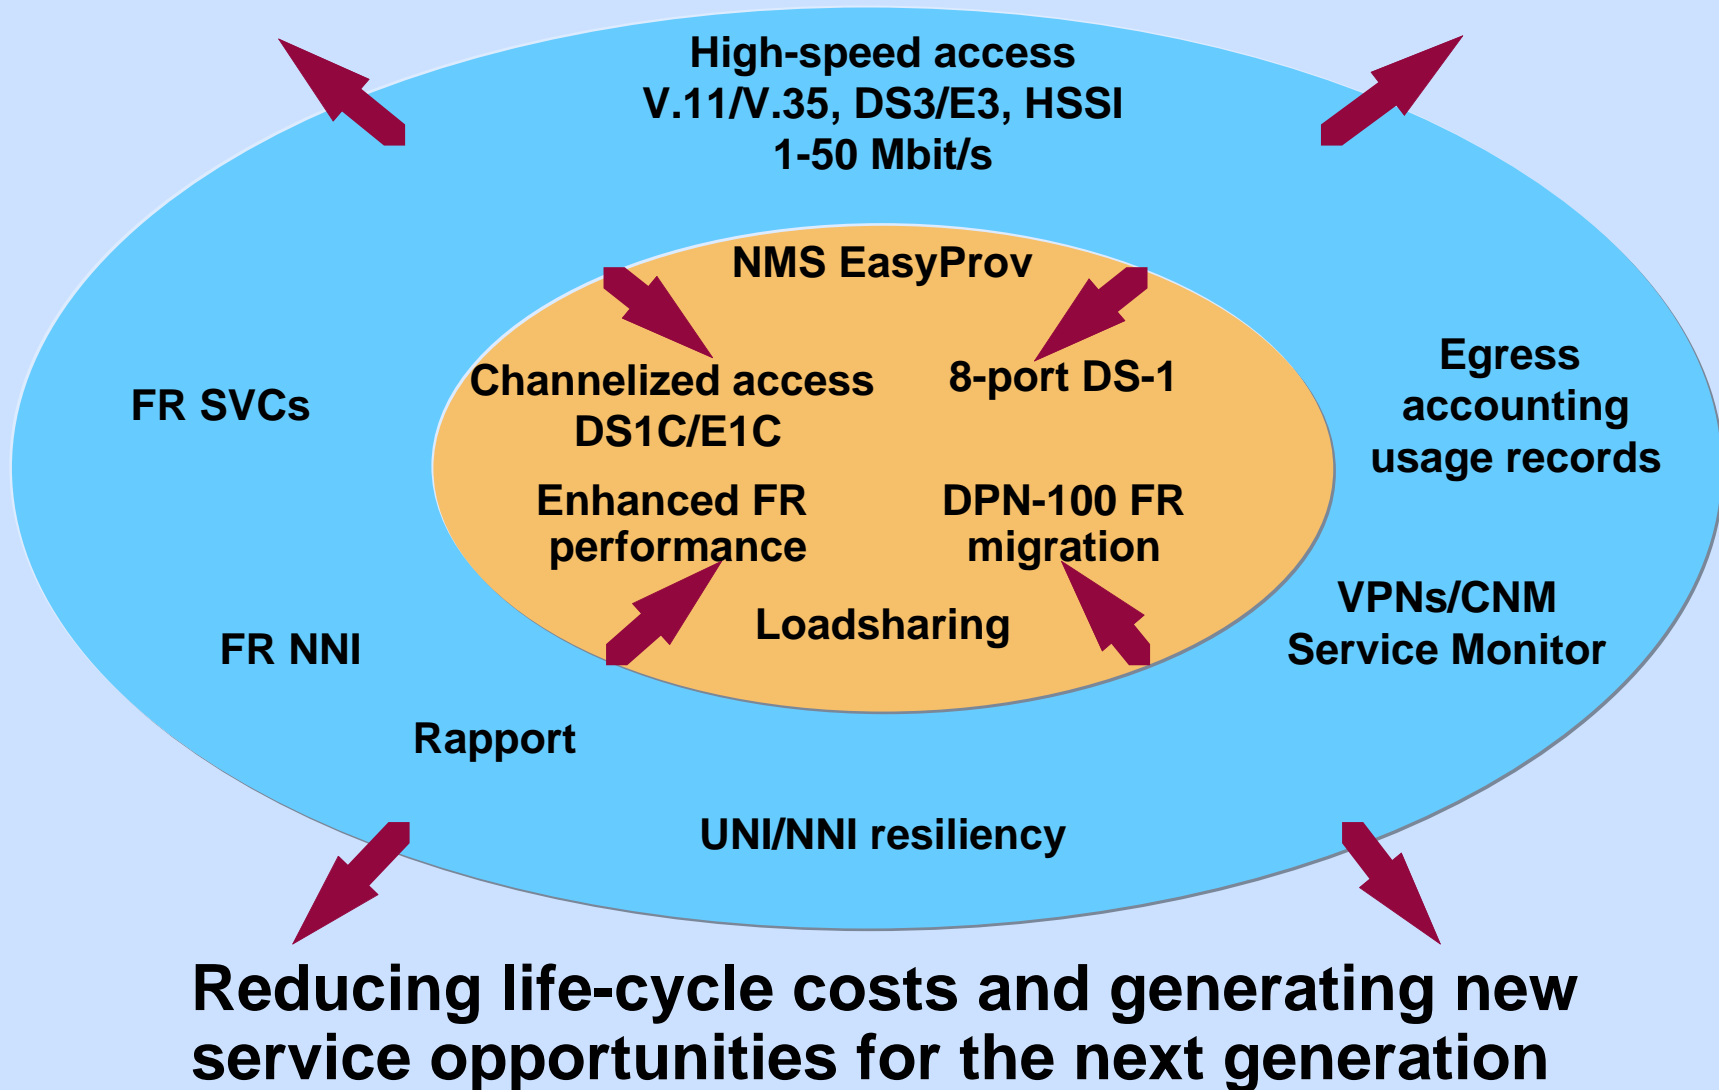 High-speed access
V.11/V.35, DS3/E3, HSSI
1-50 Mbit/s
NMS EasyProv
Channelized access
DS1C/E1C
8-port DS-1
Egress
accounting
usage records
FR SVCs
Enhanced FR
performance
DPN-100 FR
migration
Loadsharing
VPNs/CNM
Service Monitor
FR NNI
Rapport
UNI/NNI resiliency
Reducing life-cycle costs and generating new
service opportunities for the next generation